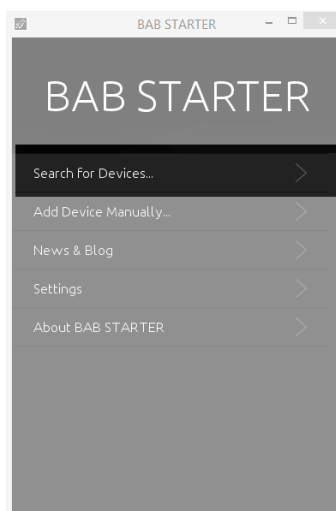 BAB STARTER
BAB STARTER
Search for Devices...
Add Device Manually...
News & Blog
Settings
About BAB STARTER